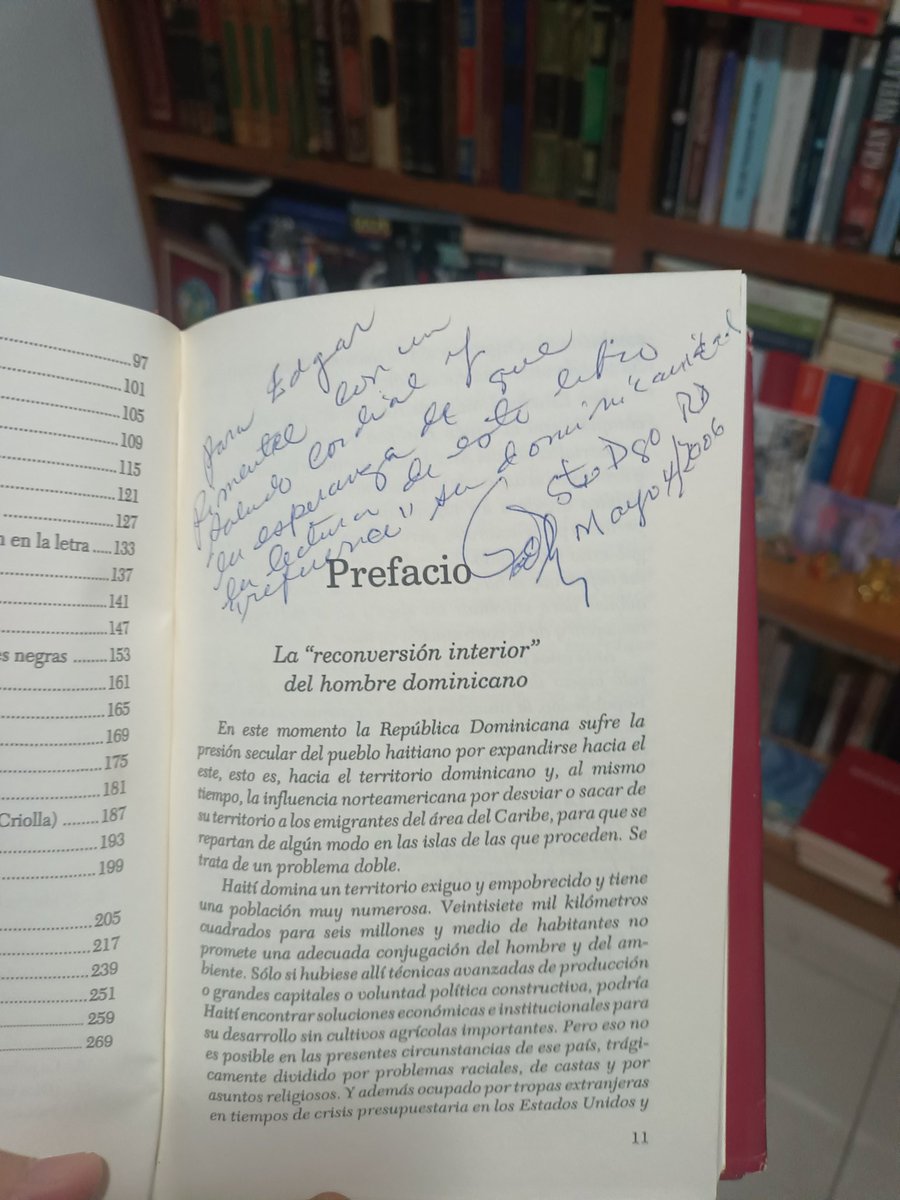 97
101
105
109
115
121
127
n en la letra.....133
137
141
147
es negras ........153
161
165
169
175
181
Criolla) ........187
193
199
205
217
239
251
259
269
Para Edgar
Pimentel con un
saludo cordial y
la esperanza de que
la lectura de este libro
"refuerce" su dominicanidad
Sto Dgo RD
Mayo 4/2006
Prefacio
La “reconversión interior”
del hombre dominicano
En este momento la República Dominicana sufre la
presión secular del pueblo haitiano por expandirse hacia el
este, esto es, hacia el territorio dominicano y, al mismo
tiempo, la influencia norteamericana por desviar o sacar de
su territorio a los emigrantes del área del Caribe, para que se
repartan de algún modo en las islas de las que proceden. Se
trata de un problema doble.
Haití domina un territorio exiguo y empobrecido y tiene
una población muy numerosa. Veintisiete mil kilómetros
cuadrados para seis millones y medio de habitantes no
promete una adecuada conjugación del hombre y del am-
biente. Sólo si hubiese allí técnicas avanzadas de producción
o grandes capitales o voluntad política constructiva, podría
Haití encontrar soluciones económicas e institucionales para
su desarrollo sin cultivos agrícolas importantes. Pero eso no
es posible en las presentes circunstancias de ese país, trági-
camente dividido por problemas raciales, de castas y por
asuntos religiosos. Y además ocupado por tropas extranjeras
en tiempos de crisis presupuestaria en los Estados Unidos y
11